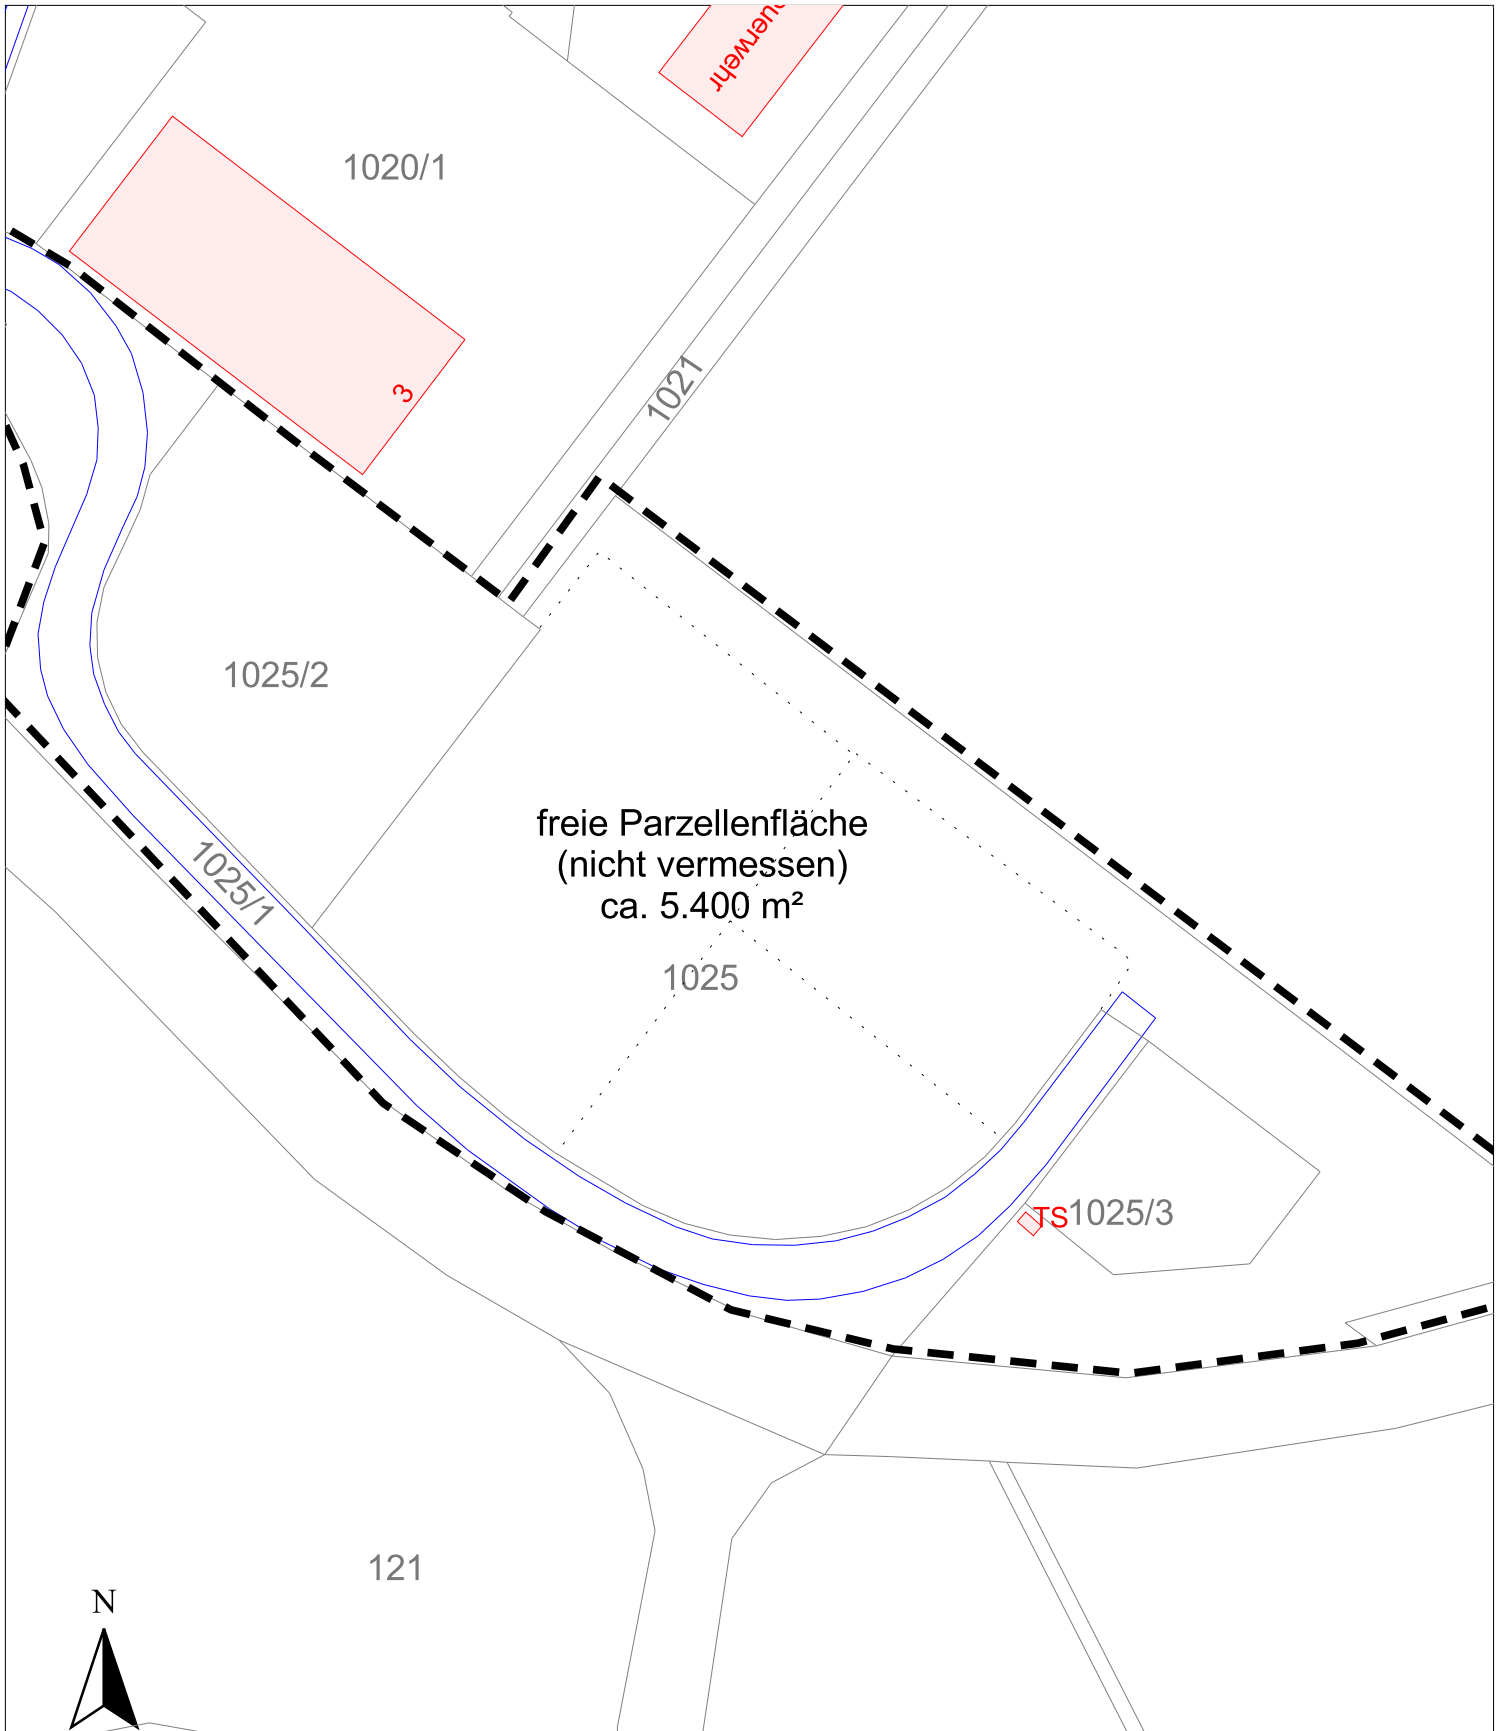 uerwehr
1020/1
3
1021
1025/2
freie Parzellenfläche
(nicht vermessen)
ca. 5.400 m²
1025/1
1025
TS
1025/3
121
N